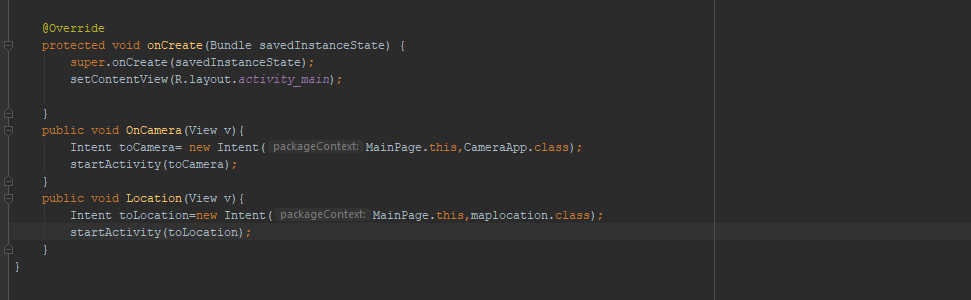 @Override
protected void onCreate(Bundle savedInstanceState) {
super.onCreate(savedInstanceState);
setContentView(R.layout.activity_main);
}
public void OnCamera(View v){
Intent toCamera= new Intent( packageContext: MainPage.this,CameraApp.class);
startActivity(toCamera);
}
public void Location(View v){
Intent toLocation=new Intent( packageContext: MainPage.this,maplocation.class);
startActivity(toLocation);
}
}